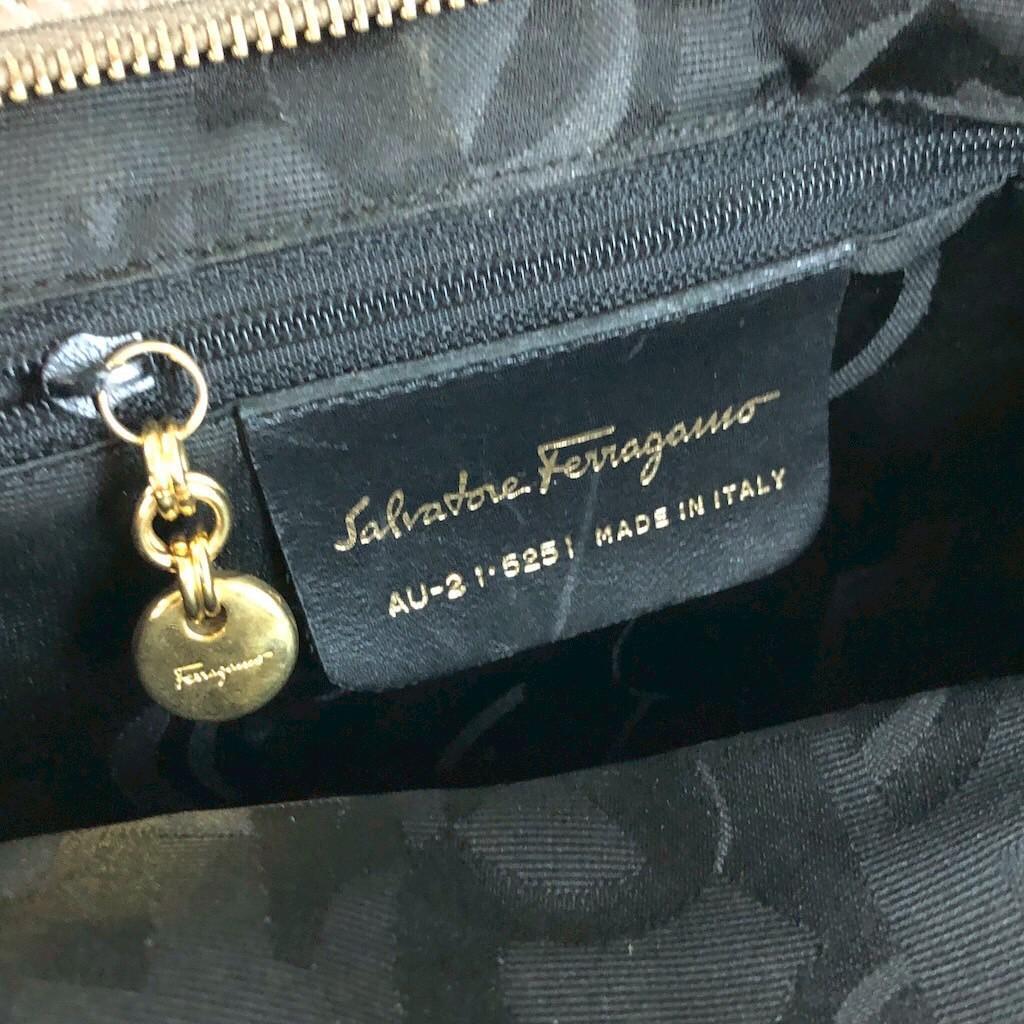 Salvatore Ferragamo
AU-21·5251 MADE IN ITALY
Ferragamo